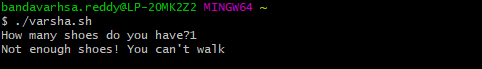 bandavarhsa.reddy@LP-2OMK2Z2 MINGW64 ~
$ ./varsha.sh
How many shoes do you have?1
Not enough shoes! You can't walk